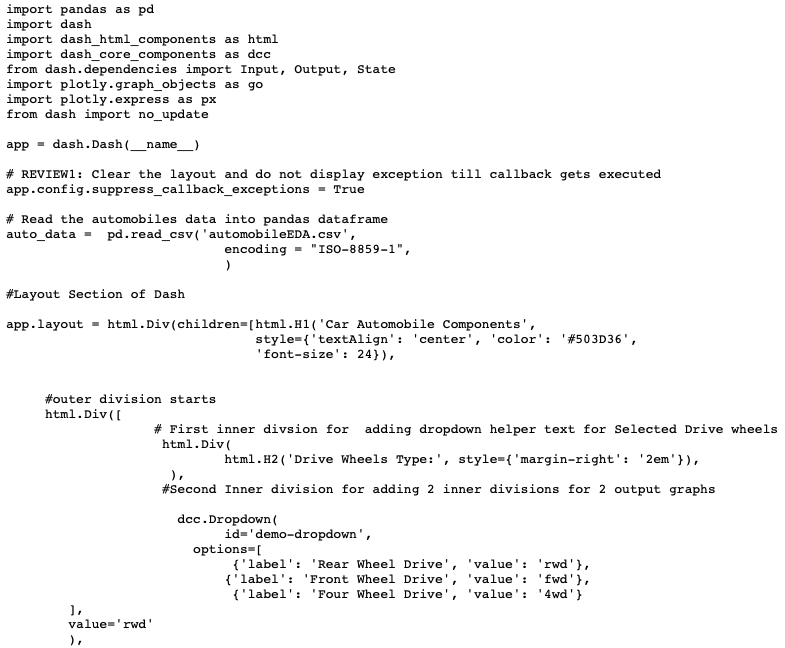 import pandas as pd
import dash
import dash_html_components as html
import dash_core_components as dcc
from dash.dependencies import Input, Output, State
import plotly.graph_objects as go
import plotly.express as px
from dash import no_update

app = dash.Dash(__name__)

# REVIEW1: Clear the layout and do not display exception till callback gets executed
app.config.suppress_callback_exceptions = True

# Read the automobiles data into pandas dataframe
auto_data =  pd.read_csv('automobileEDA.csv',
                            encoding = "ISO-8859-1",
                            )

#Layout Section of Dash

app.layout = html.Div(children=[html.H1('Car Automobile Components',
                                style={'textAlign': 'center', 'color': '#503D36',
                                'font-size': 24}),

     #outer division starts
     html.Div([
                   # First inner divsion for  adding dropdown helper text for Selected Drive wheels
                    html.Div(
                            html.H2('Drive Wheels Type:', style={'margin-right': '2em'}),
                     ),
                    #Second Inner division for adding 2 inner divisions for 2 output graphs

                      dcc.Dropdown(
                            id='demo-dropdown',
                        options=[
                             {'label': 'Rear Wheel Drive', 'value': 'rwd'},
                            {'label': 'Front Wheel Drive', 'value': 'fwd'},
                             {'label': 'Four Wheel Drive', 'value': '4wd'}
        ],
        value='rwd'
        ),